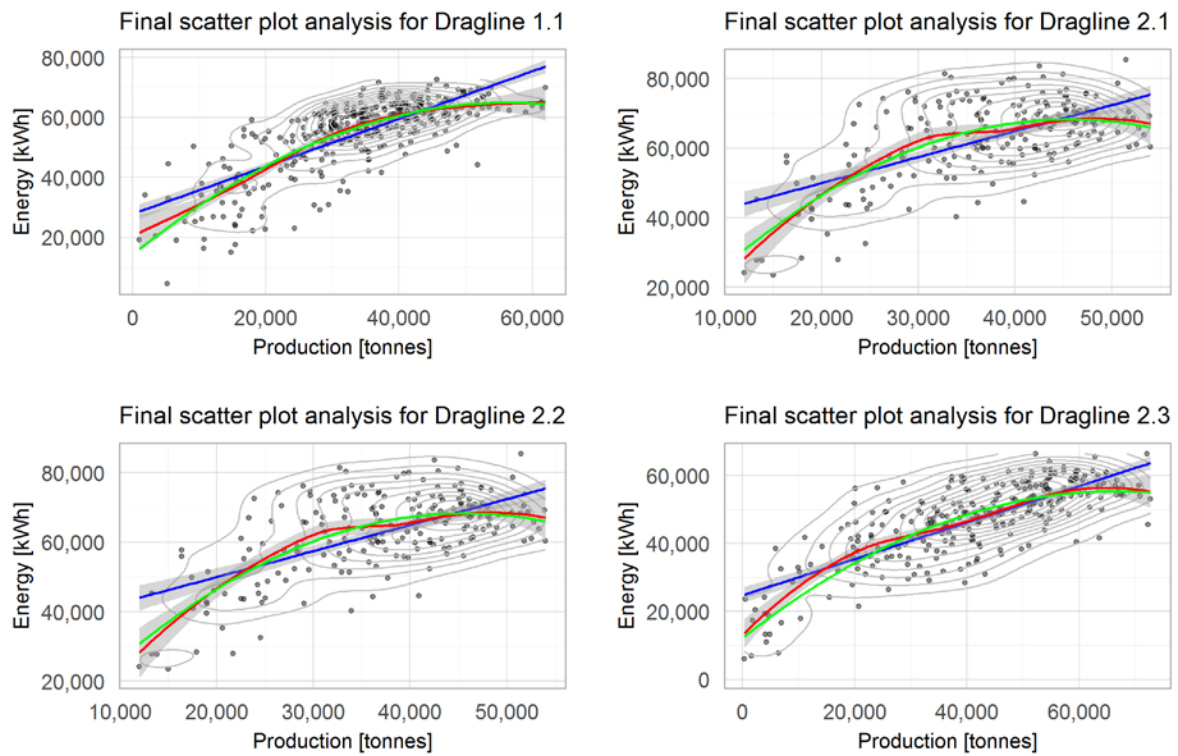 Final scatter plot analysis for Dragline 1.1
Energy [kWh]
80,000
60,000
40,000
20,000
0 20,000 40,000 60,000
Production [tonnes]
Final scatter plot analysis for Dragline 2.1
Energy [kWh]
80,000
60,000
40,000
20,000
10,000 20,000 30,000 40,000 50,000
Production [tonnes]
Final scatter plot analysis for Dragline 2.2
Energy [kWh]
80,000
60,000
40,000
20,000
10,000 20,000 30,000 40,000 50,000
Production [tonnes]
Final scatter plot analysis for Dragline 2.3
Energy [kWh]
60,000
40,000
20,000
0
0 20,000 40,000 60,000
Production [tonnes]